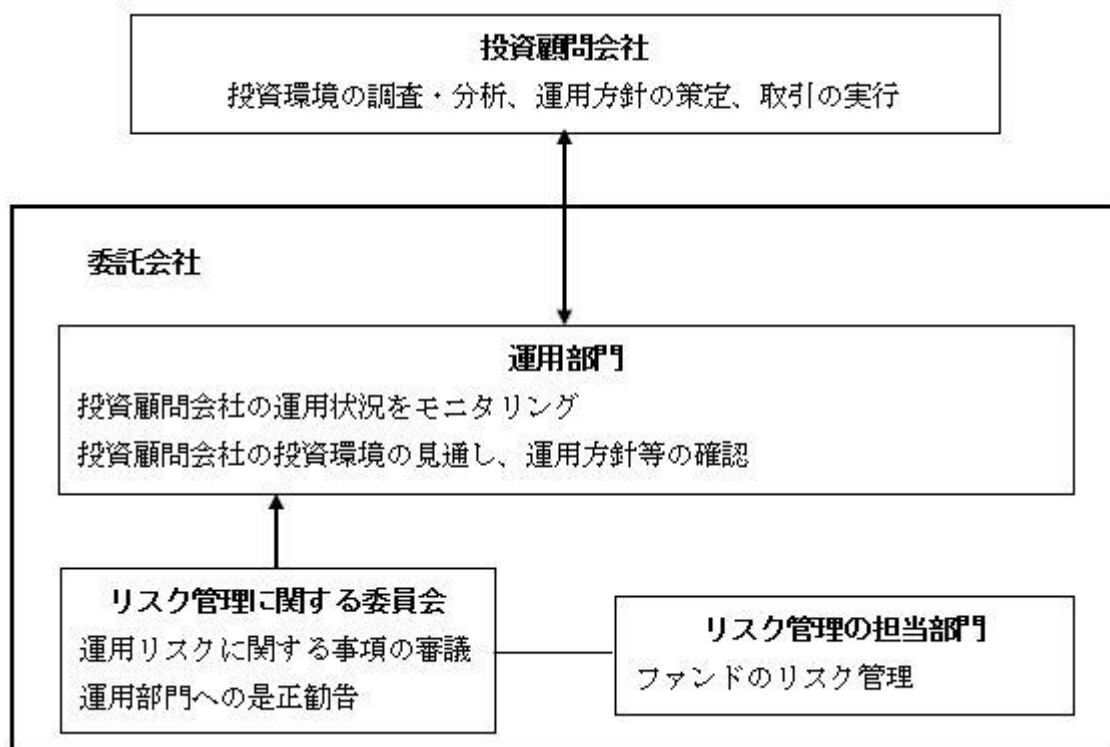 投資顧問会社
投資環境の調査・分析、運用方針の策定、取引の実行
委託会社
運用部門
投資顧問会社の運用状況をモニタリング
投資顧問会社の投資環境の見通し、運用方針等の確認
リスク管理に関する委員会
運用リスクに関する事項の審議
運用部門への是正勧告
リスク管理の担当部門
ファンドのリスク管理